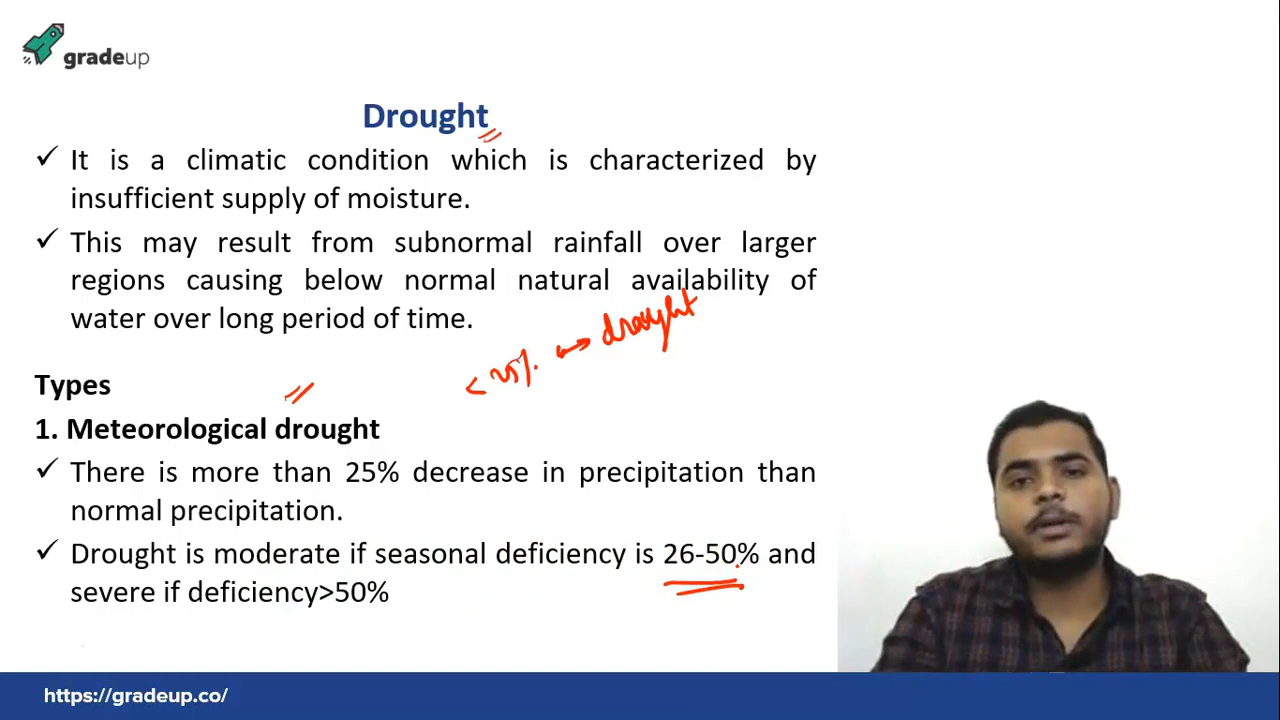 gradeup
Drought
✓ It is a climatic condition which is characterized by
insufficient supply of moisture.
✓ This may result from subnormal rainfall over larger
regions causing below normal natural availability of
water over long period of time.
< 25% → drought
Types
1. Meteorological drought
✓ There is more than 25% decrease in precipitation than
normal precipitation.
✓ Drought is moderate if seasonal deficiency is 26-50% and
severe if deficiency>50%
https://gradeup.co/